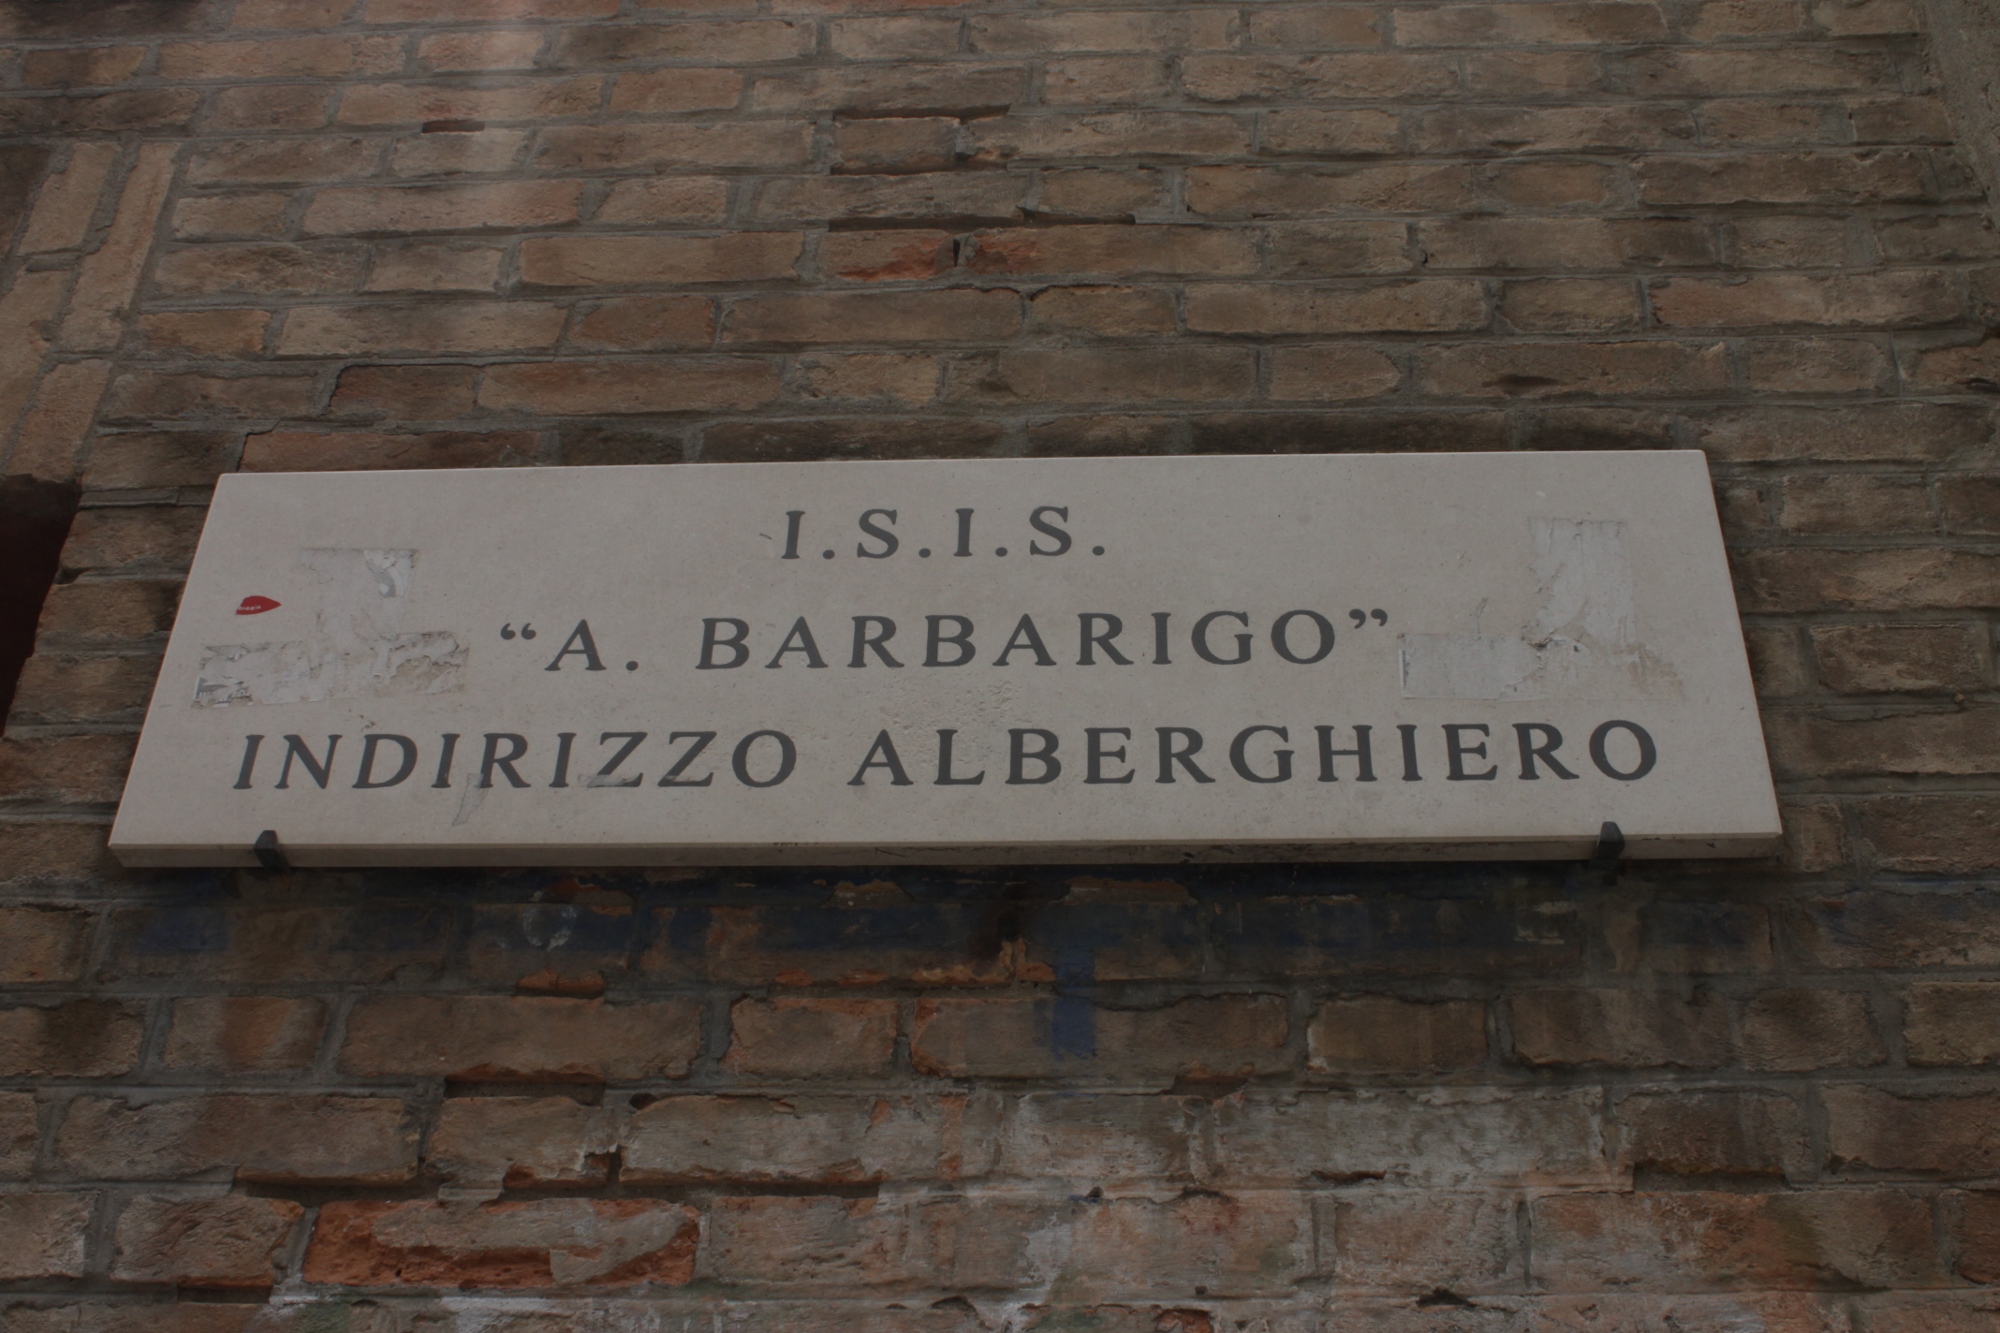 I.S.I.S.
“A. BARBARIGO”
INDIRIZZO ALBERGHIERO